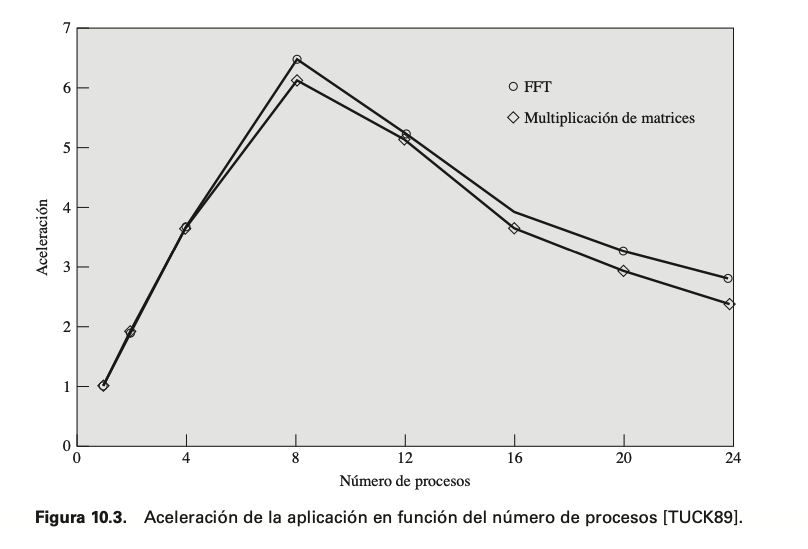 7
6
5
4
3
2
1
0
Aceleración
FFT
Multiplicación de matrices
0 4 8 12 16 20 24
Número de procesos
Figura 10.3. Aceleración de la aplicación en función del número de procesos [TUCK89].